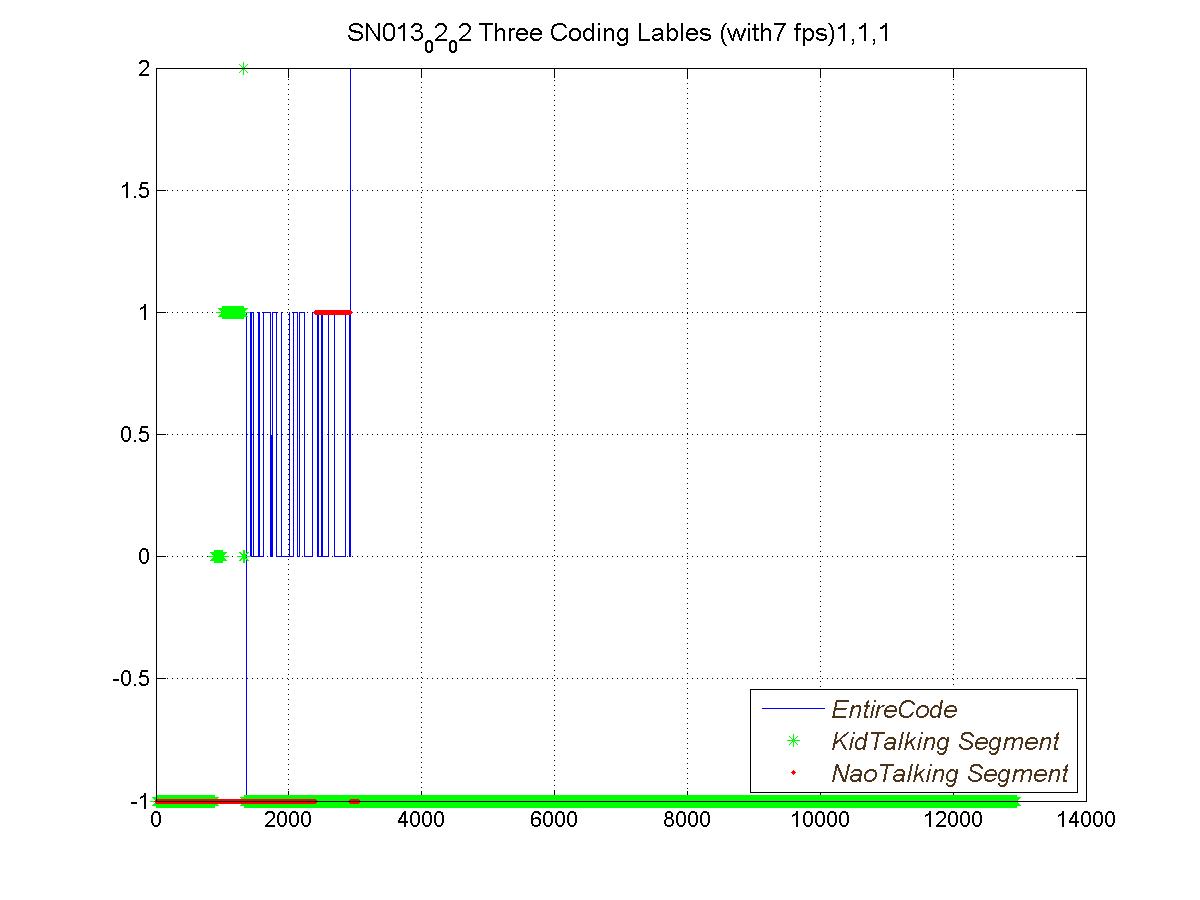 SN013₀2₀2 Three Coding Lables (with7 fps)1,1,1
2
1.5
1
0.5
0
-0.5
-1
0 2000 4000 6000 8000 10000 12000 14000
EntireCode
KidTalking Segment
NaoTalking Segment